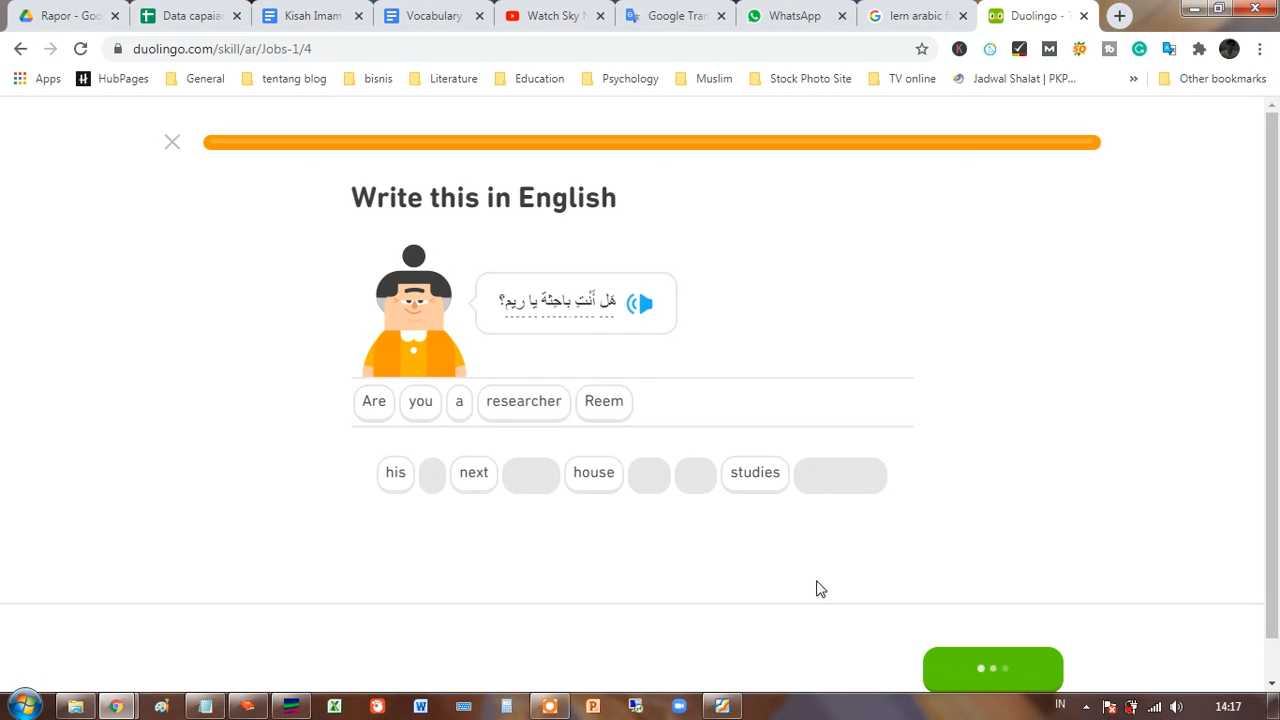 Rapor - Goo
Data capaia
Kisah Imam
Vocabulary
Watch Sky
Google Tra
WhatsApp
lern arabic f
Duolingo - T
duolingo.com/skill/ar/Jobs-1/4
Apps
HubPages
General
tentang blog
bisnis
Literature
Education
Psychology
Muslim
Stock Photo Site
TV online
Jadwal Shalat | PKP...
»
Other bookmarks
Write this in English
هَل أَنْتِ باحِثة يا ريم؟
Are you a researcher Reem
his next house studies
IN 14:17